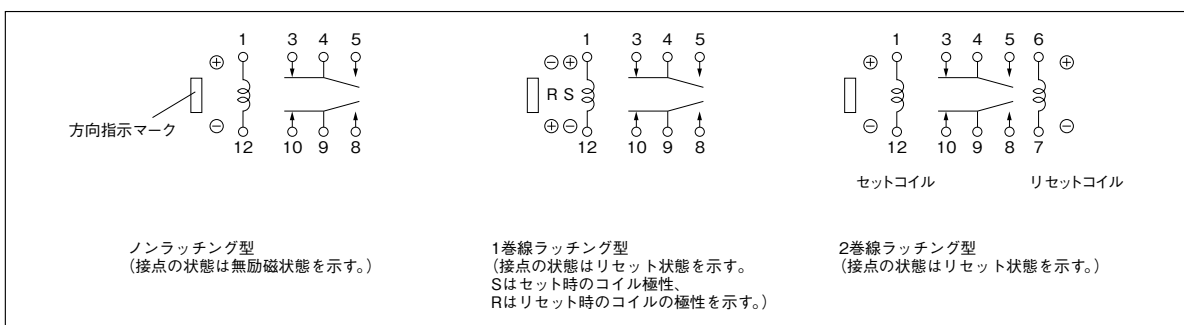 1 3 4 5
⊕
⊖
12 10 9 8
方向指示マーク
ノンラッチング型
(接点の状態は無励磁状態を示す。)
1 3 4 5
⊖⊕
R S
⊕⊖
12 10 9 8
1巻線ラッチング型
(接点の状態はリセット状態を示す。
Sはセット時のコイル極性、
Rはリセット時のコイルの極性を示す。)
1 3 4 5 6
⊕ ⊕
⊖ ⊖
12 10 9 8 7
セットコイル リセットコイル
2巻線ラッチング型
(接点の状態はリセット状態を示す。)